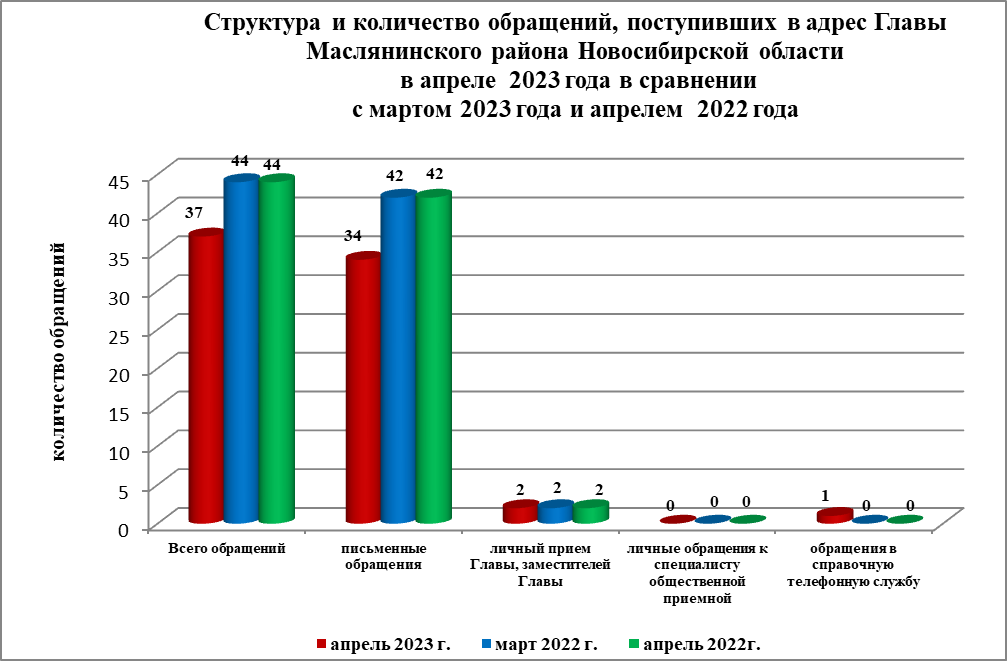 Структура и количество обращений, поступивших в адрес Главы
Маслянинского района Новосибирской области
в апреле 2023 года в сравнении
с мартом 2023 года и апрелем 2022 года
количество обращений
45
40
35
30
25
20
15
10
5
0
37
44
44
34
42
42
2
2
2
0
0
0
1
0
0
Всего обращений
письменные
обращения
личный прием
Главы, заместителей
Главы
личные обращения к
специалисту
общественной
приемной
обращения в
справочную
телефонную службу
апрель 2023 г.
март 2022 г.
апрель 2022г.